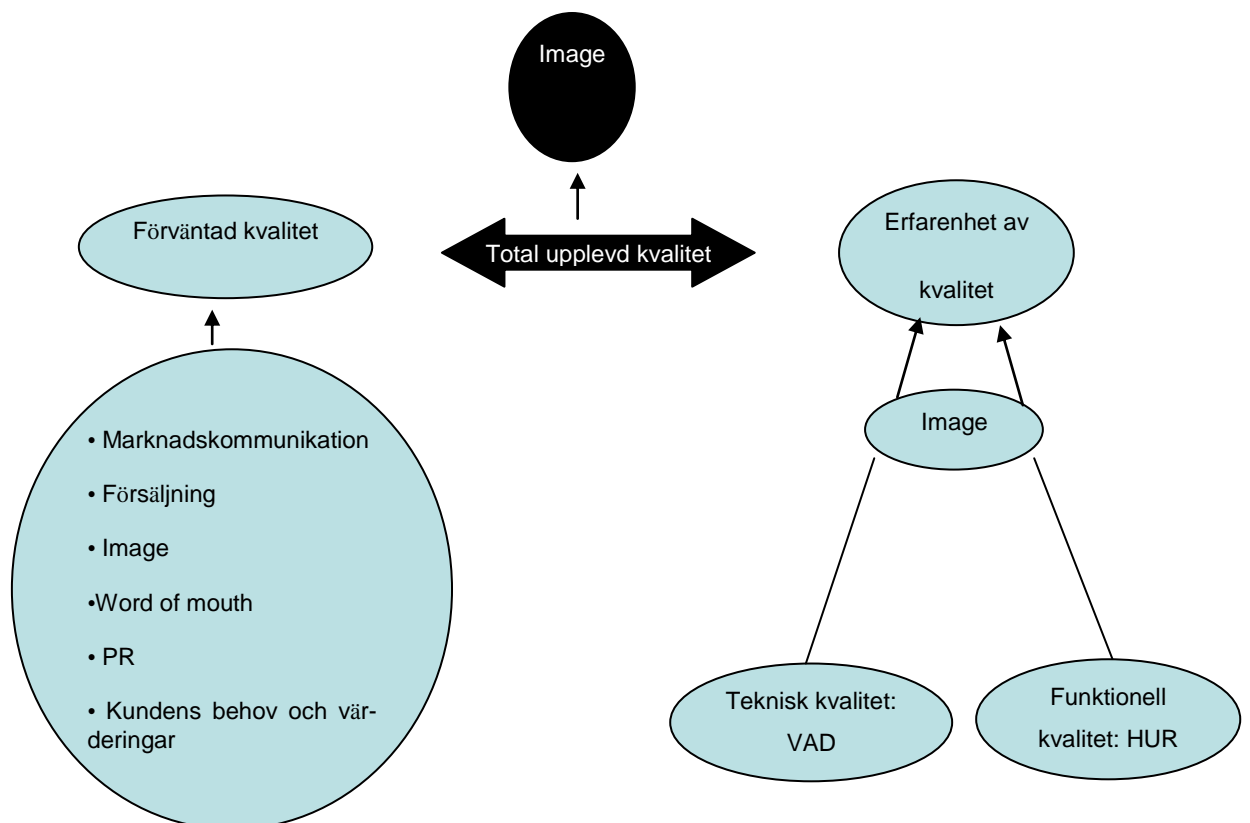 Image
Förväntad kvalitet
Total upplevd kvalitet
Erfarenhet av
kvalitet
• Marknadskommunikation
• Försäljning
• Image
•Word of mouth
• PR
• Kundens behov och vär-
deringar
Image
Teknisk kvalitet:
VAD
Funktionell
kvalitet: HUR